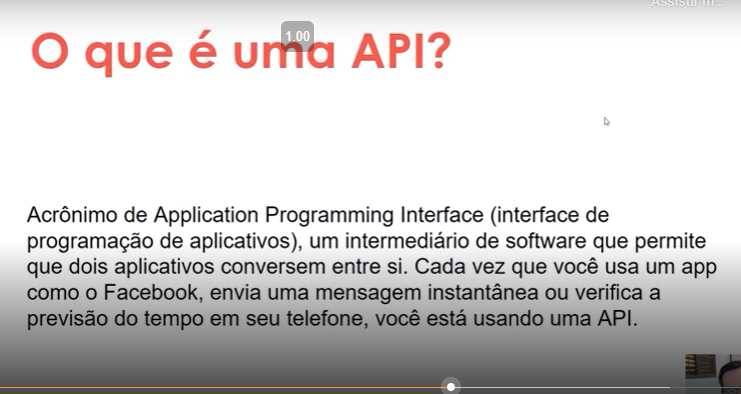 Assistir m...
O que é uma API?
1.00
Acrônimo de Application Programming Interface (interface de
programação de aplicativos), um intermediário de software que permite
que dois aplicativos conversem entre si. Cada vez que você usa um app
como o Facebook, envia uma mensagem instantânea ou verifica a
previsão do tempo em seu telefone, você está usando uma API.